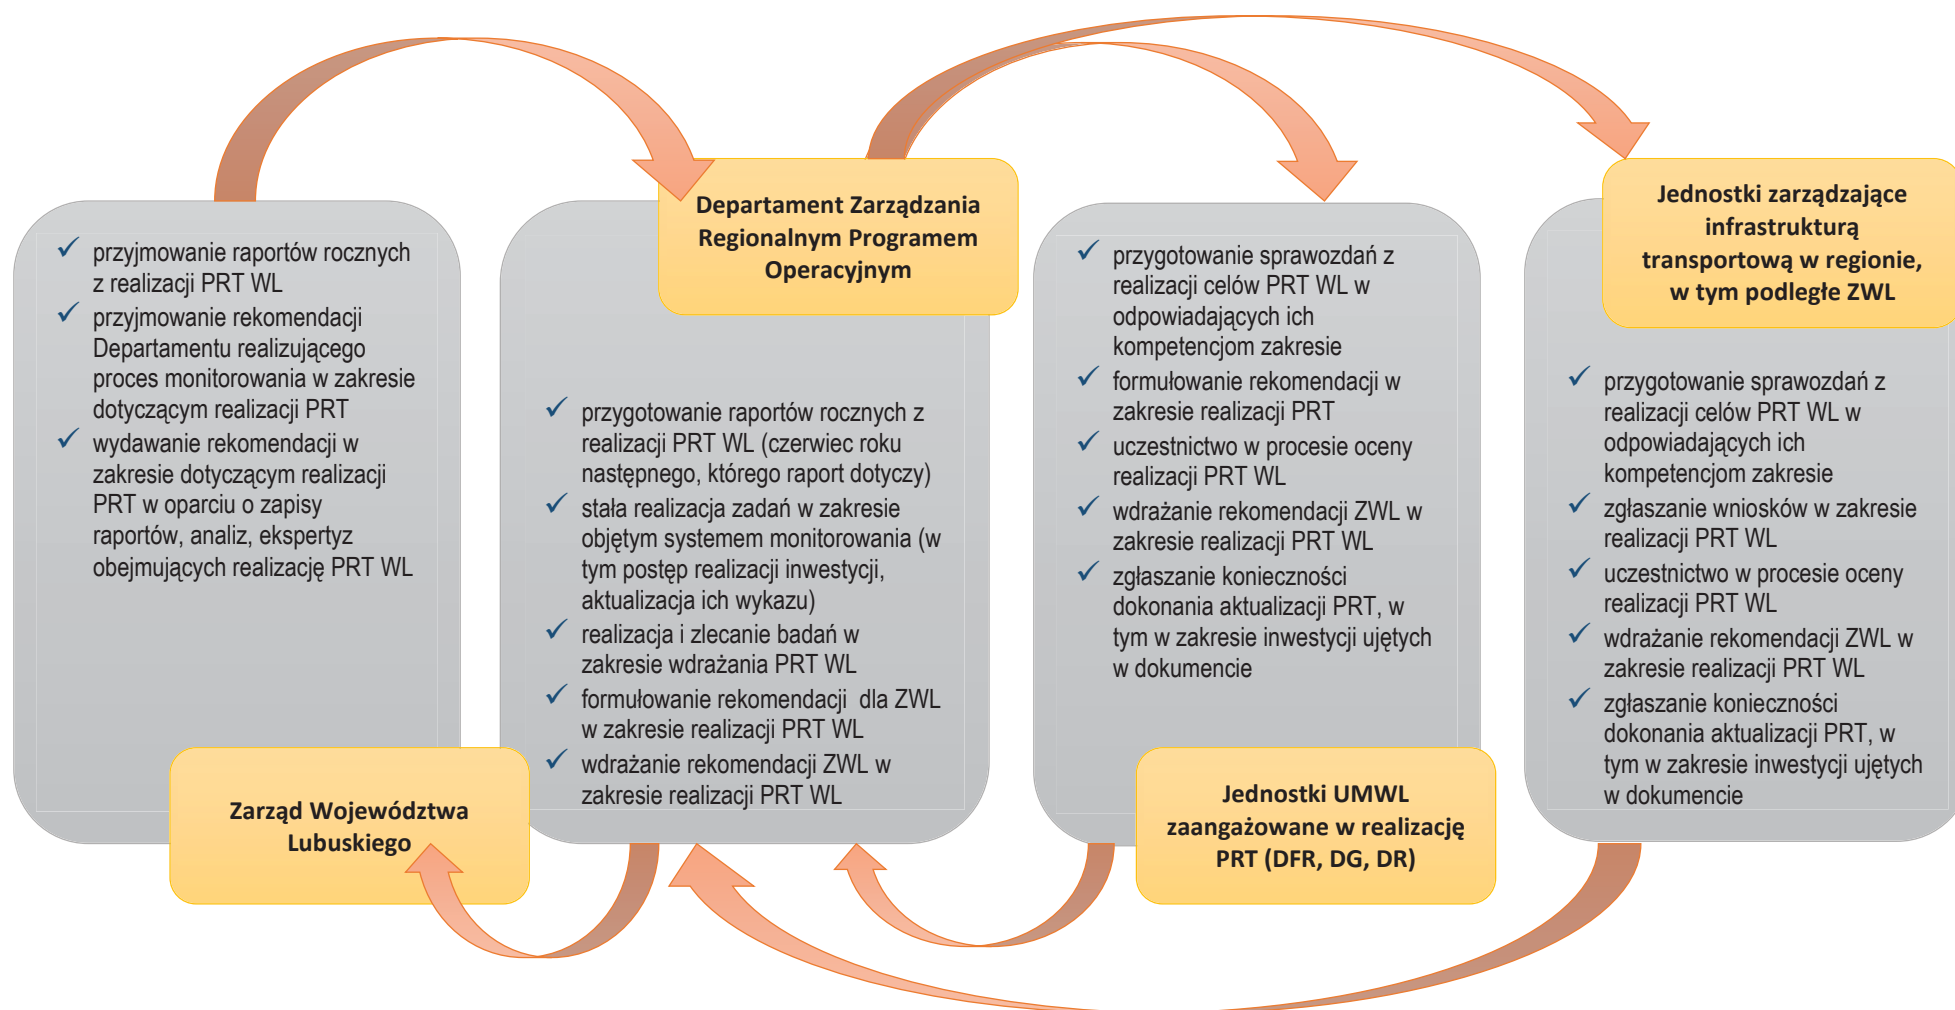 przyjmowanie raportów rocznych
z realizacji PRT WL
przyjmowanie rekomendacji
Departamentu realizującego
proces monitorowania w zakresie
dotyczącym realizacji PRT
wydawanie rekomendacji w
zakresie dotyczącym realizacji
PRT w oparciu o zapisy
raportów, analiz, ekspertyz
obejmujących realizację PRT WL
Zarząd Województwa
Lubuskiego
Departament Zarządzania
Regionalnym Programem
Operacyjnym
przygotowanie raportów rocznych z
realizacji PRT WL (czerwiec roku
następnego, którego raport dotyczy)
stała realizacja zadań w zakresie
objętym systemem monitorowania (w
tym postęp realizacji inwestycji,
aktualizacja ich wykazu)
realizacja i zlecanie badań w
zakresie wdrażania PRT WL
formułowanie rekomendacji dla ZWL
w zakresie realizacji PRT WL
wdrażanie rekomendacji ZWL w
zakresie realizacji PRT WL
przygotowanie sprawozdań z
realizacji celów PRT WL w
odpowiadających ich
kompetencjom zakresie
formułowanie rekomendacji w
zakresie realizacji PRT
uczestnictwo w procesie oceny
realizacji PRT WL
wdrażanie rekomendacji ZWL w
zakresie realizacji PRT WL
zgłaszanie konieczności
dokonania aktualizacji PRT, w
tym w zakresie inwestycji ujętych
w dokumencie
Jednostki UMWL
zaangażowane w realizację
PRT (DFR, DG, DR)
Jednostki zarządzające
infrastrukturą
transportową w regionie,
w tym podległe ZWL
przygotowanie sprawozdań z
realizacji celów PRT WL w
odpowiadających ich
kompetencjom zakresie
zgłaszanie wniosków w zakresie
realizacji PRT WL
uczestnictwo w procesie oceny
realizacji PRT WL
wdrażanie rekomendacji ZWL w
zakresie realizacji PRT WL
zgłaszanie konieczności
dokonania aktualizacji PRT, w
tym w zakresie inwestycji ujętych
w dokumencie